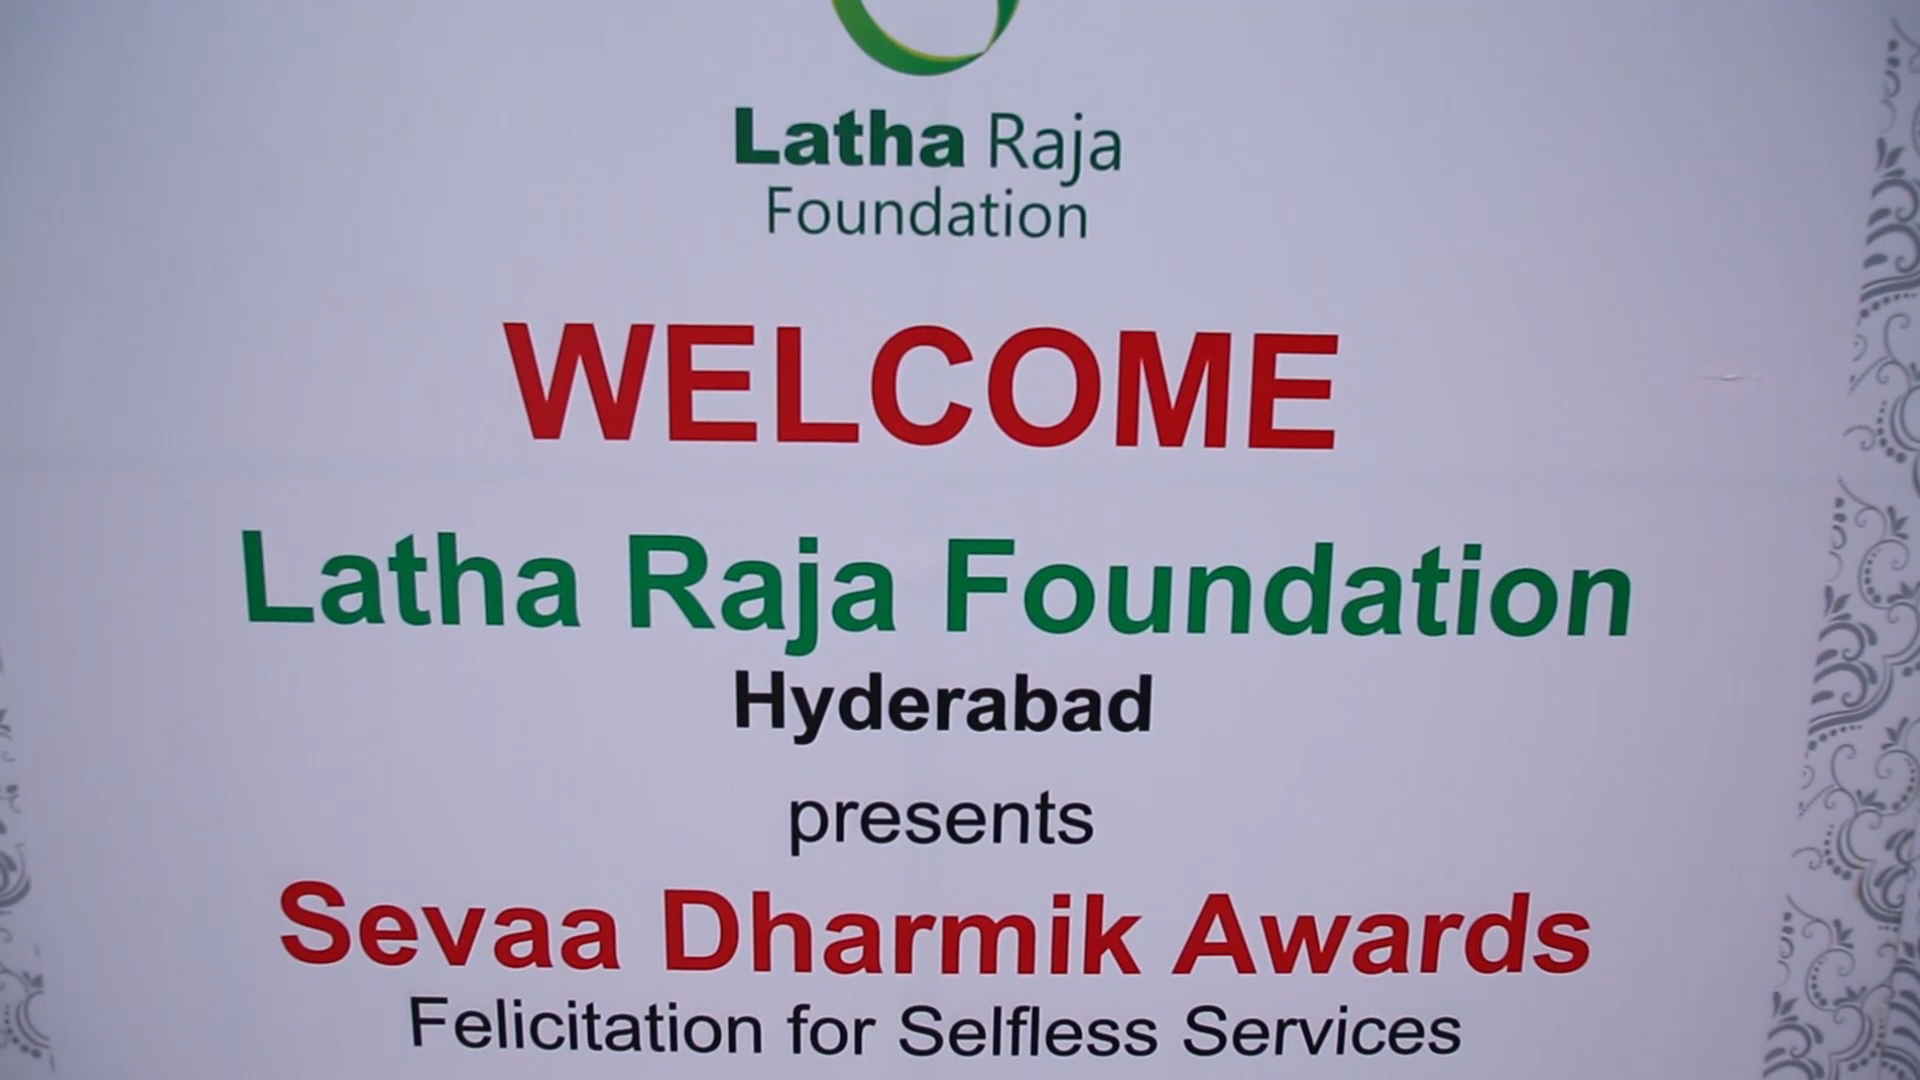 Latha Raja
Foundation
WELCOME
Latha Raja Foundation
Hyderabad
presents
Sevaa Dharmik Awards
Felicitation for Selfless Services